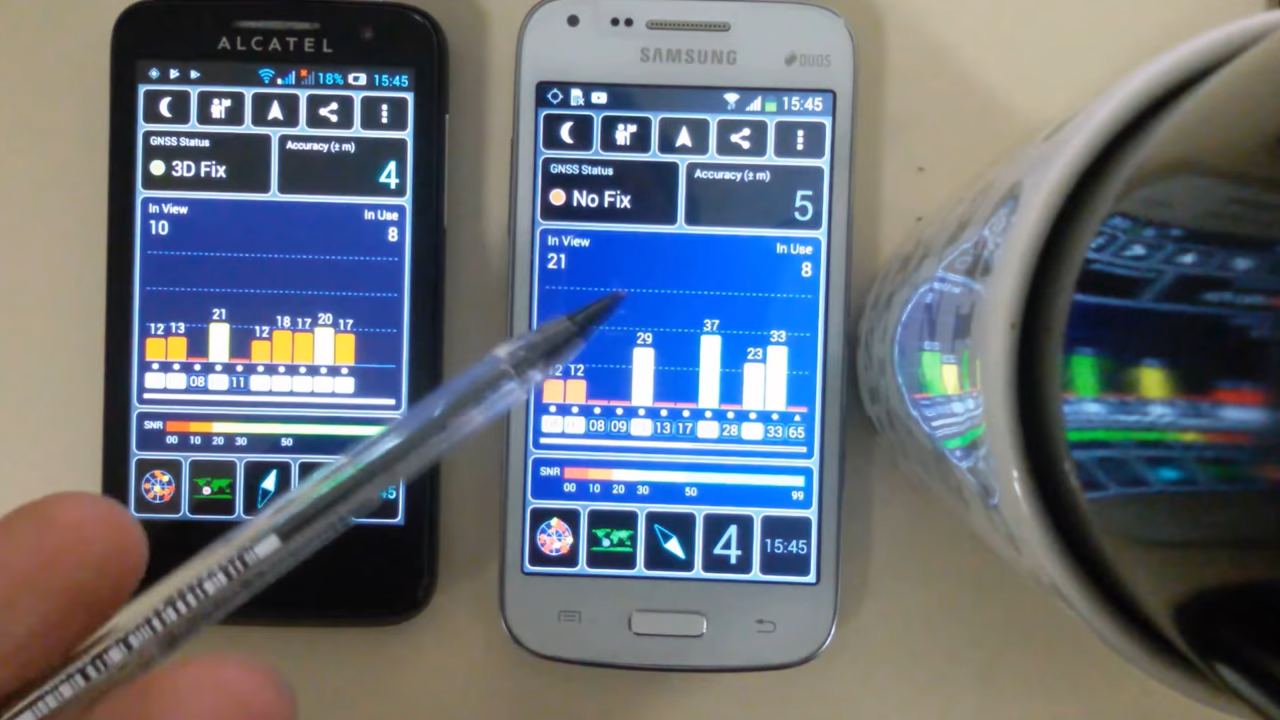 ALCATEL
18% 15:45
GNSS Status
3D Fix
Accuracy (± m)
4
In View
10
In Use
8
12 13 21 12 18 17 20 17
08 11
SNR
00 10 20 30 50
SAMSUNG
DUOS
15:45
GNSS Status
No Fix
Accuracy (± m)
5
In View
21
In Use
8
12 29 37 23 33
08 09 13 17 28 33 65
SNR
00 10 20 30 50 99
4
15:45